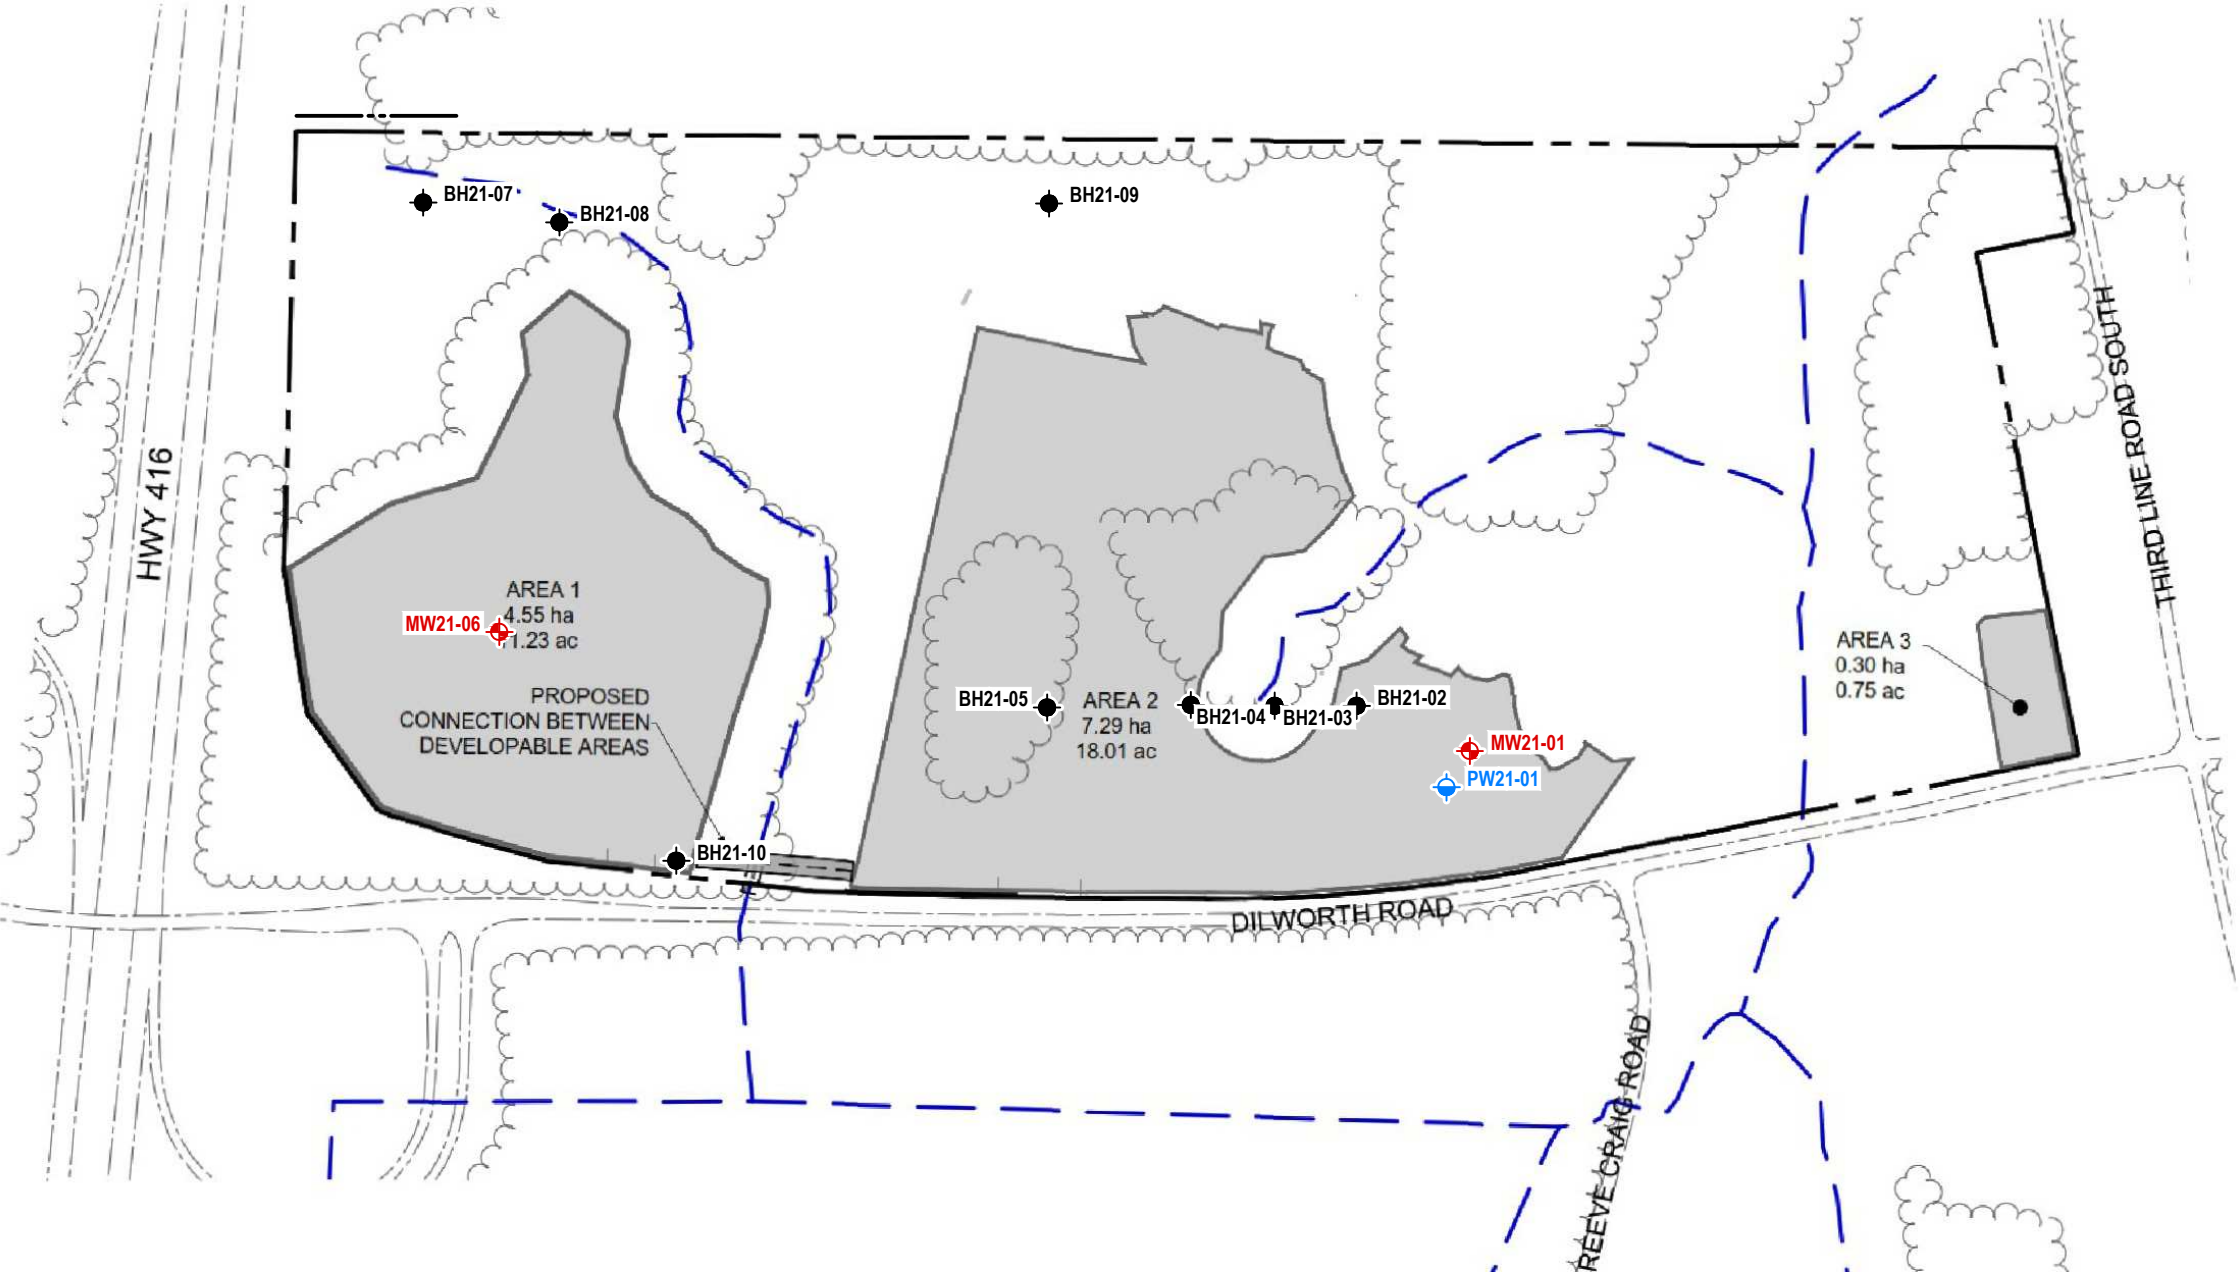 BH21-07
BH21-08
BH21-09
HWY 416
THIRD LINE ROAD SOUTH
AREA 1
4.55 ha
11.23 ac
MW21-06
PROPOSED
CONNECTION BETWEEN
DEVELOPABLE AREAS
BH21-05
AREA 2
7.29 ha
18.01 ac
BH21-04
BH21-03
BH21-02
MW21-01
PW21-01
AREA 3
0.30 ha
0.75 ac
BH21-10
DILWORTH ROAD
REEVE CRAIG ROAD